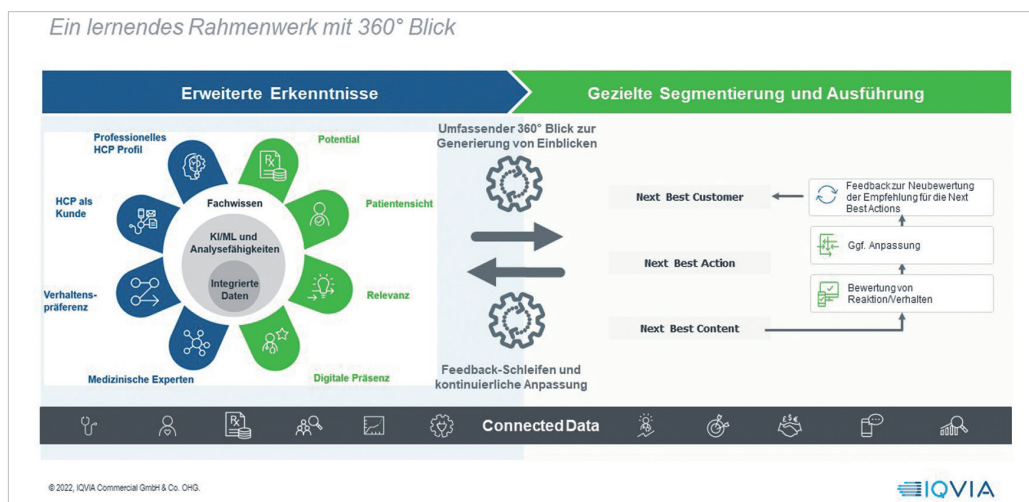 Ein lernendes Rahmenwerk mit 360° Blick
Erweiterte Erkenntnisse
Gezielte Segmentierung und Ausführung
Professionelles
HCP Profil
Potential
HCP als
Kunde
Patientensicht
Verhaltens-
präferenz
Relevanz
Medizinische Experten
Digitale Präsenz
Fachwissen
KI/ML und
Analysefähigkeiten
Integrierte
Daten
Umfassender 360° Blick zur
Generierung von Einblicken
Feedback-Schleifen und
kontinuierliche Anpassung
Next Best Customer
Next Best Action
Next Best Content
Feedback zur Neubewertung
der Empfehlung für die Next
Best Actions
Ggf. Anpassung
Bewertung von
Reaktion/Verhalten
Rx
Connected Data
£$
€
© 2022, IQVIA Commercial GmbH & Co. OHG.
IQVIA